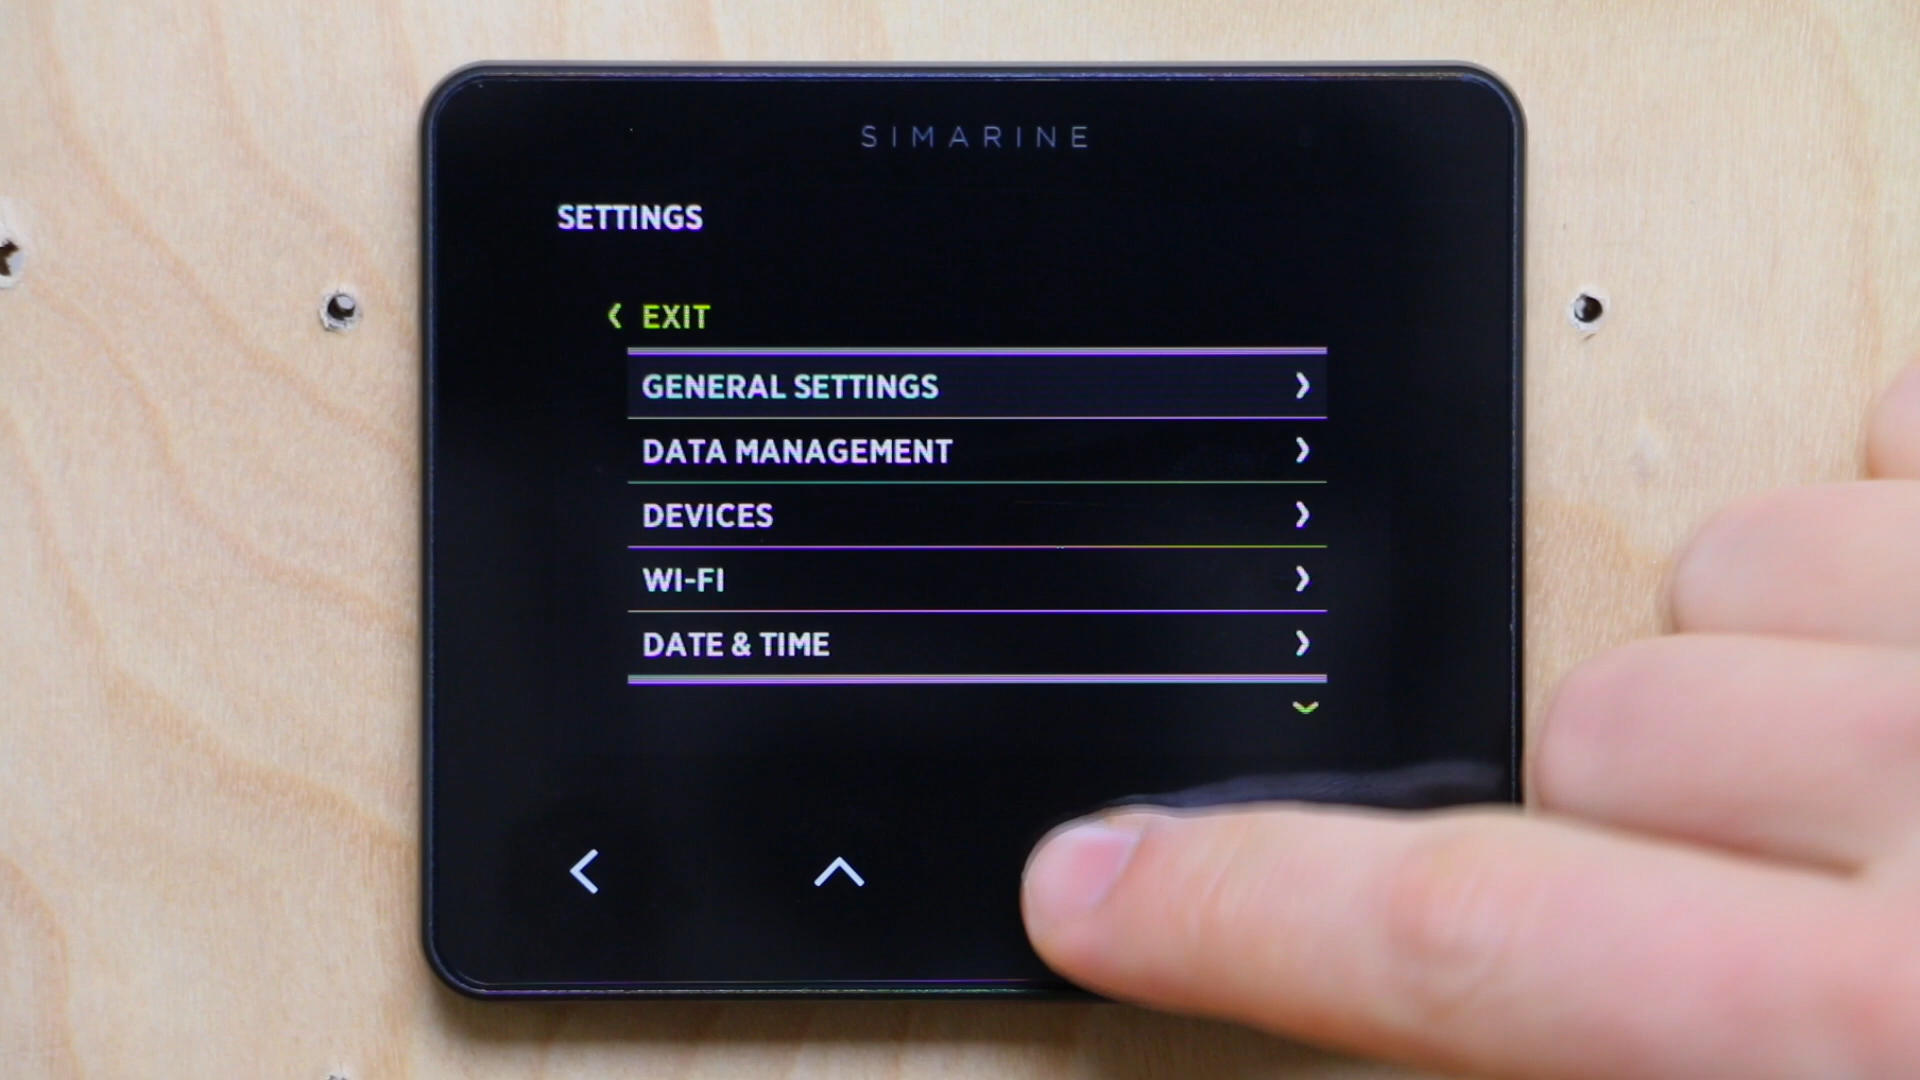 SIMARINE
SETTINGS
EXIT
GENERAL SETTINGS
DATA MANAGEMENT
DEVICES
WI-FI
DATE & TIME